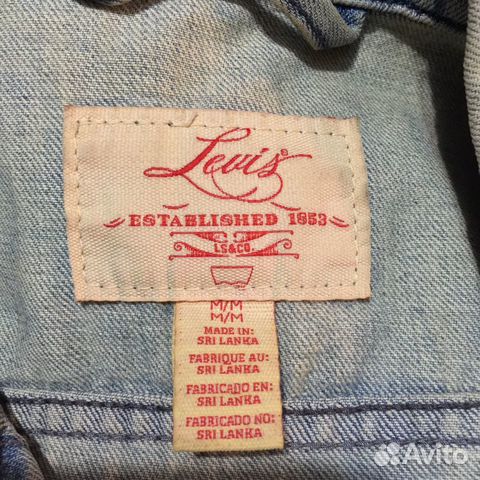 Levi's®
ESTABLISHED 1853
LS&CO.
M/M
M/M
MADE IN:
SRI LANKA
FABRIQUE AU:
SRI LANKA
FABRICADO EN:
SRI LANKA
FABRICADO NO:
SRI LANKA
Avito